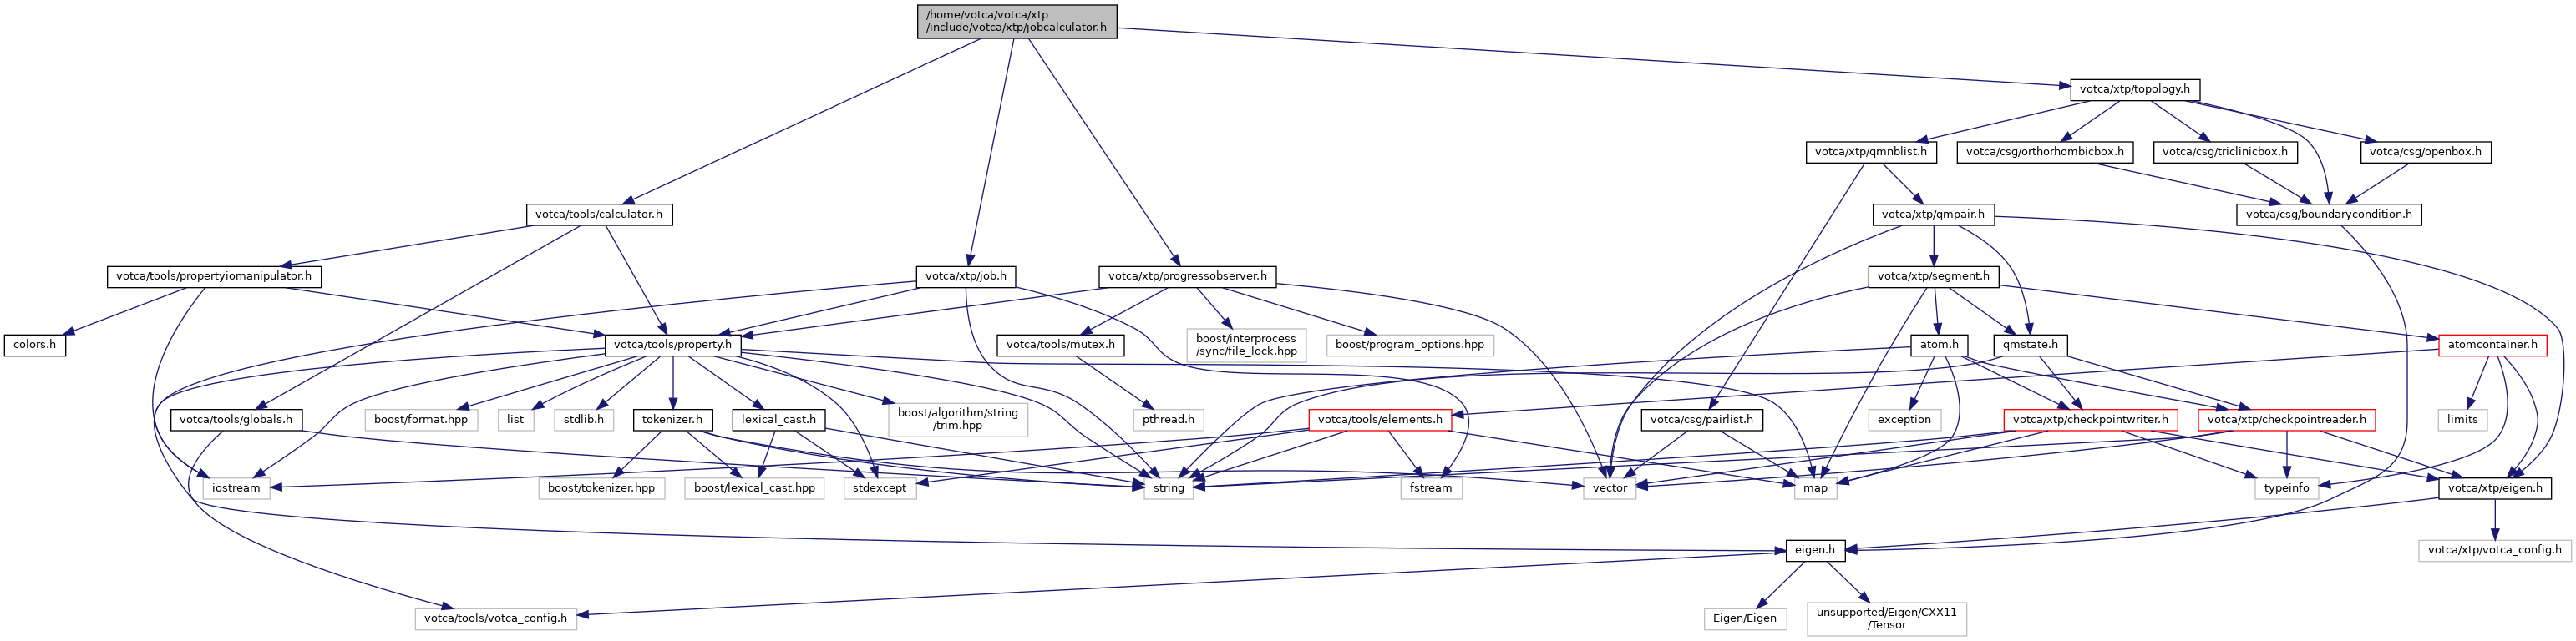 /home/votca/votca/xtp
/include/votca/xtp/jobcalculator.h
votca/xtp/topology.h
votca/xtp/qmnblist.h
votca/csg/orthorhombicbox.h
votca/csg/triclinicbox.h
votca/csg/openbox.h
votca/tools/calculator.h
votca/xtp/qmpair.h
votca/csg/boundarycondition.h
votca/tools/propertyiomanipulator.h
votca/xtp/job.h
votca/xtp/progressobserver.h
votca/xtp/segment.h
colors.h
votca/tools/property.h
votca/tools/mutex.h
boost/interprocess
/sync/file_lock.hpp
boost/program_options.hpp
atom.h
qmstate.h
atomcontainer.h
votca/tools/globals.h
boost/format.hpp
list
stdlib.h
tokenizer.h
lexical_cast.h
boost/algorithm/string
/trim.hpp
pthread.h
votca/tools/elements.h
votca/csg/pairlist.h
exception
votca/xtp/checkpointwriter.h
votca/xtp/checkpointreader.h
limits
iostream
boost/tokenizer.hpp
boost/lexical_cast.hpp
stdexcept
string
fstream
vector
map
typeinfo
votca/xtp/eigen.h
eigen.h
votca/xtp/votca_config.h
votca/tools/votca_config.h
Eigen/Eigen
unsupported/Eigen/CXX11
/Tensor